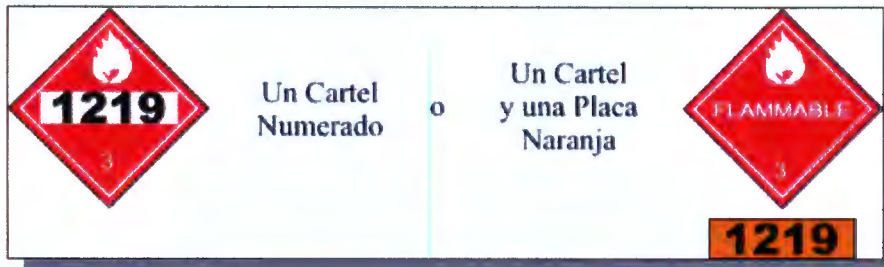 1219
3
Un Cartel
Numerado
o
Un Cartel
y una Placa
Naranja
FLAMMABLE
3
1219